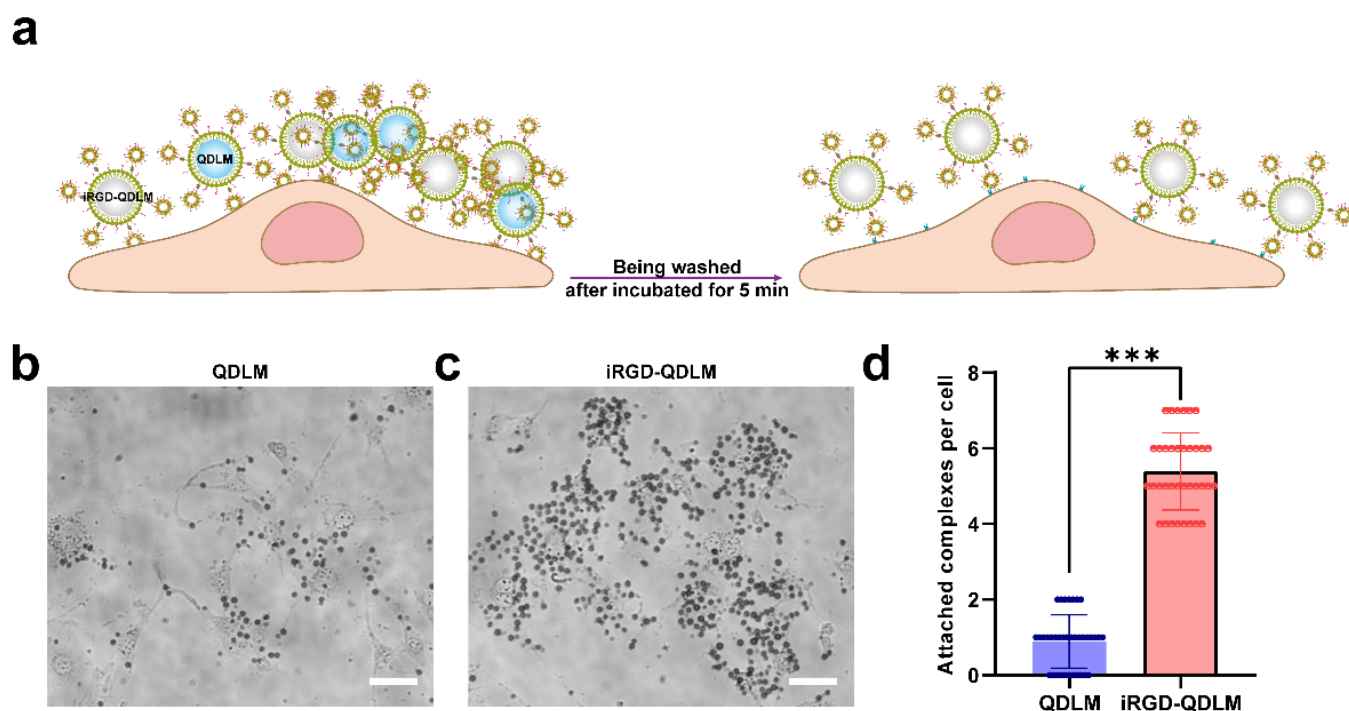 a
QDLM
iRGD-QDLM
Being washed
after incubated for 5 min
b
QDLM
c
iRGD-QDLM
d
***
Attached complexes per cell
8
6
4
2
0
QDLM
iRGD-QDLM